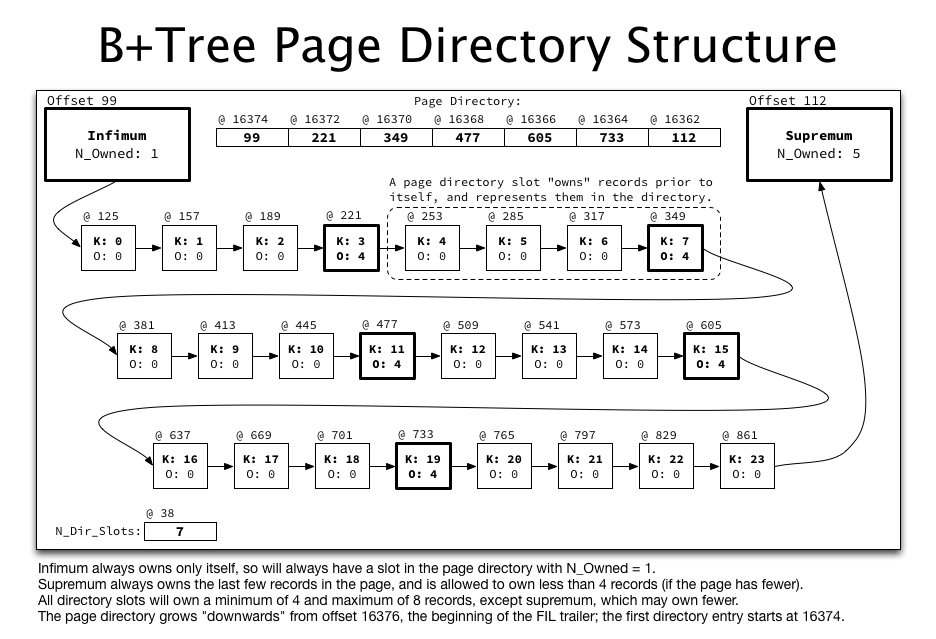 B+Tree Page Directory Structure
Offset 99
Page Directory:
Offset 112
@ 16374 @ 16372 @ 16370 @ 16368 @ 16366 @ 16364 @ 16362
99 221 349 477 605 733 112
Infimum
N_Owned: 1
Supremum
N_Owned: 5
A page directory slot "owns" records prior to
itself, and represents them in the directory.
@ 125 @ 157 @ 189 @ 221 @ 253 @ 285 @ 317 @ 349
K: 0 K: 1 K: 2 K: 3 K: 4 K: 5 K: 6 K: 7
O: 0 O: 0 O: 0 O: 4 O: 0 O: 0 O: 0 O: 4
@ 381 @ 413 @ 445 @ 477 @ 509 @ 541 @ 573 @ 605
K: 8 K: 9 K: 10 K: 11 K: 12 K: 13 K: 14 K: 15
O: 0 O: 0 O: 0 O: 4 O: 0 O: 0 O: 0 O: 4
@ 637 @ 669 @ 701 @ 733 @ 765 @ 797 @ 829 @ 861
K: 16 K: 17 K: 18 K: 19 K: 20 K: 21 K: 22 K: 23
O: 0 O: 0 O: 0 O: 4 O: 0 O: 0 O: 0 O: 0
@ 38
N_Dir_Slots: 7
Infimum always owns only itself, so will always have a slot in the page directory with N_Owned = 1.
Supremum always owns the last few records in the page, and is allowed to own less than 4 records (if the page has fewer).
All directory slots will own a minimum of 4 and maximum of 8 records, except supremum, which may own fewer.
The page directory grows "downwards" from offset 16376, the beginning of the FIL trailer; the first directory entry starts at 16374.